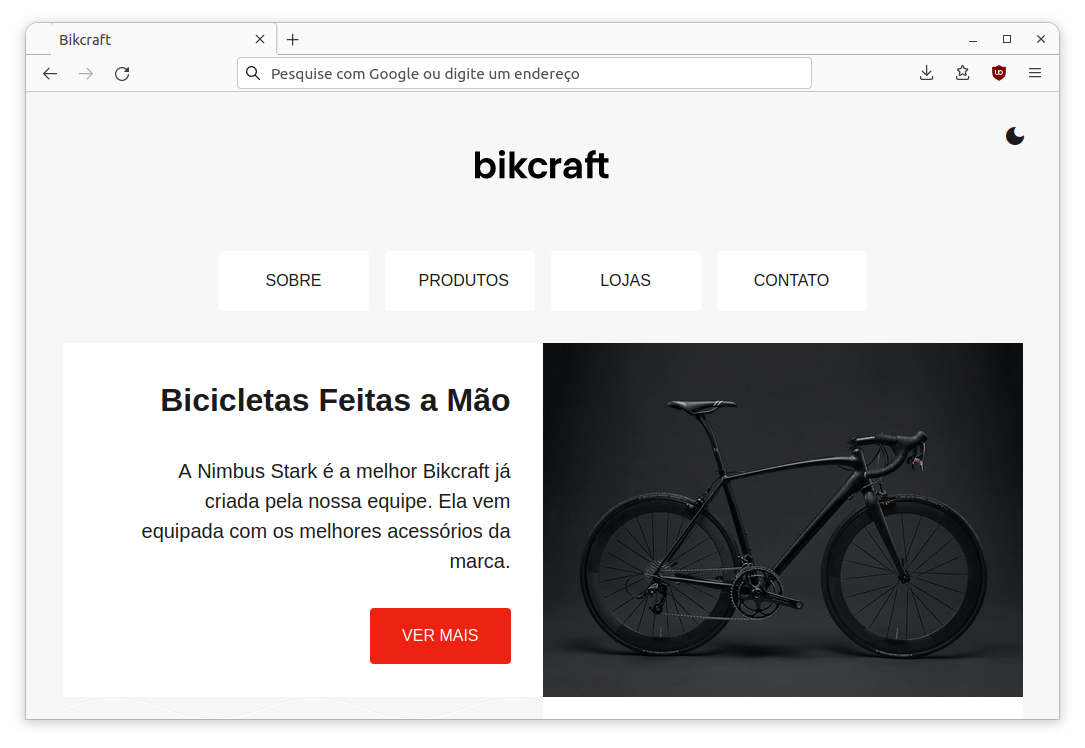 Bikcraft
Pesquise com Google ou digite um endereço
bikcraft
SOBRE
PRODUTOS
LOJAS
CONTATO
Bicicletas Feitas a Mão
A Nimbus Stark é a melhor Bikcraft já
criada pela nossa equipe. Ela vem
equipada com os melhores acessórios da
marca.
VER MAIS